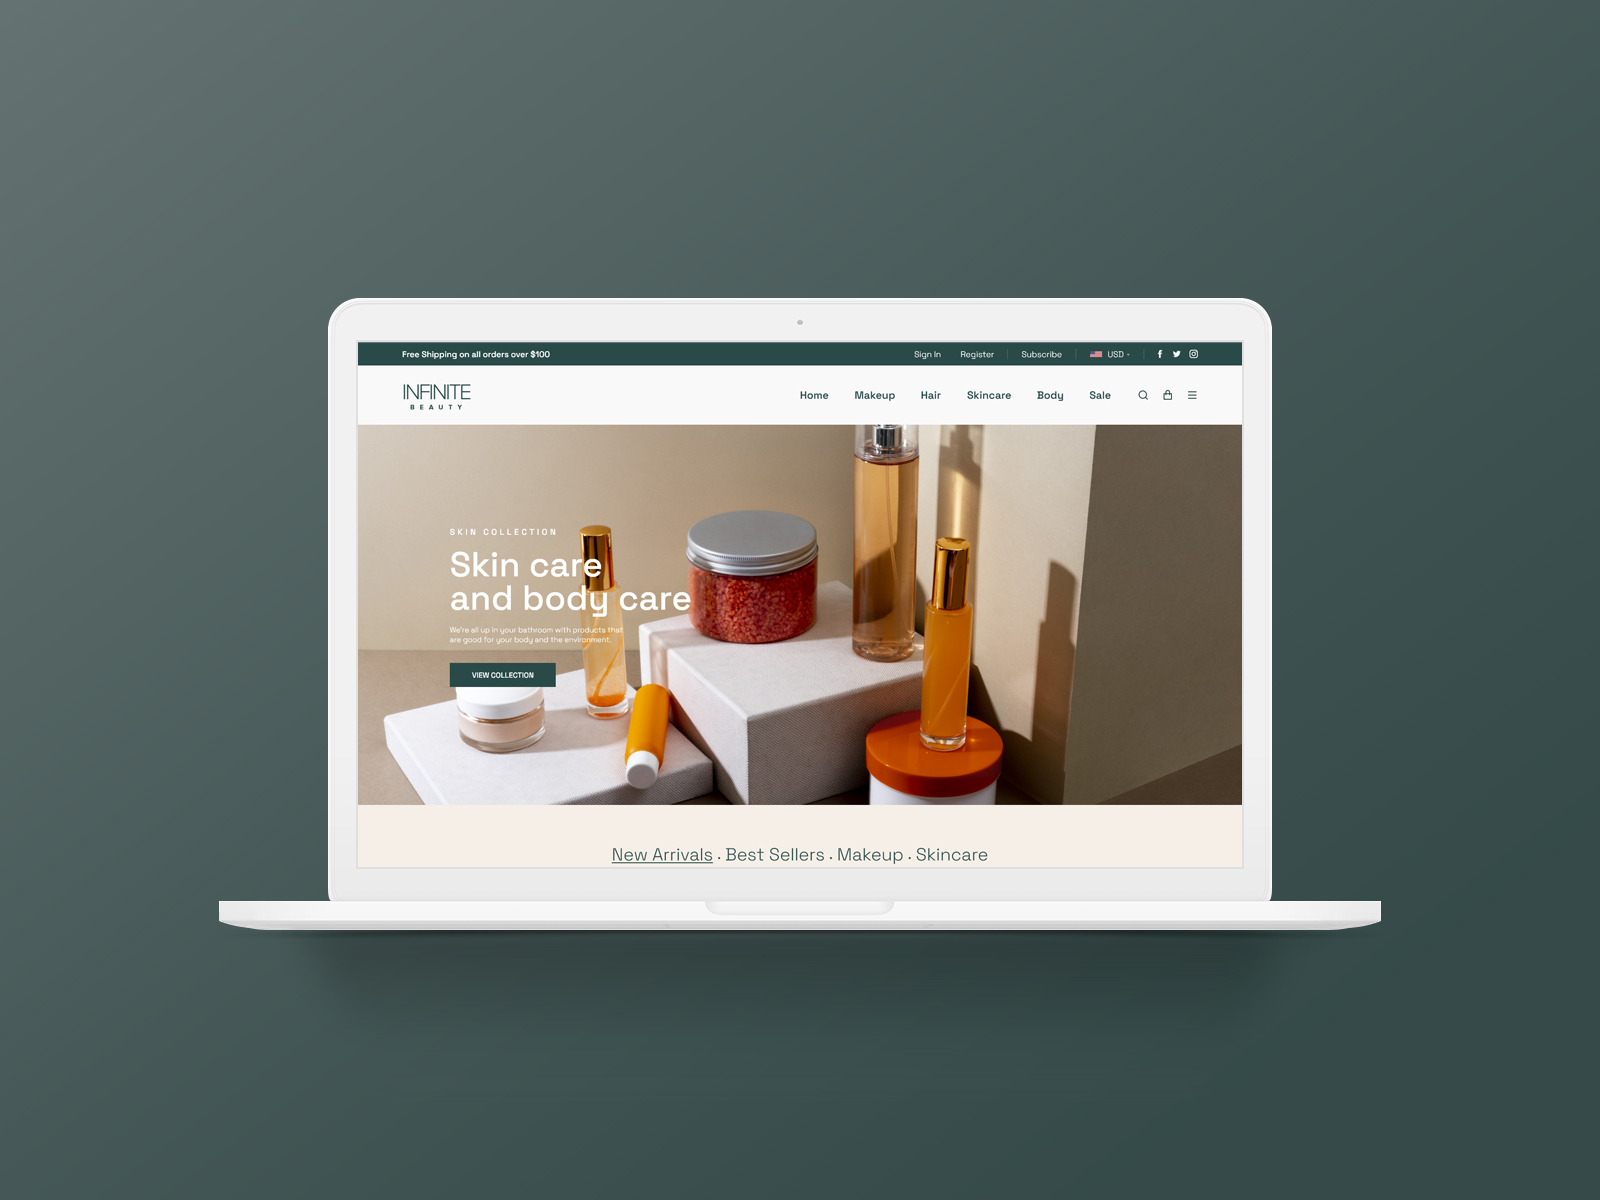 Free Shipping on all orders over $100
Sign In Register Subscribe USD
INFINITE
BEAUTY
Home Makeup Hair Skincare Body Sale
SKIN COLLECTION
Skin care
and body care
We're all up in your bathroom with products that
are good for your body and the environment.
VIEW COLLECTION
New Arrivals . Best Sellers . Makeup . Skincare